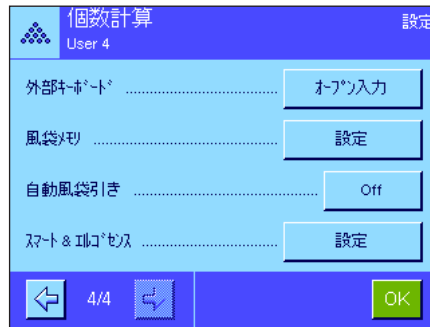 個数計算
設定
User 4
外部ｷｰﾎﾞｰﾄﾞ ........................................ ｵｰﾌﾟﾝ入力
風袋ﾒﾓﾘ ................................................ 設定
自動風袋引き ................................................ Off
ｽﾏｰﾄ & ｴﾙｺﾞｾﾝｽ .................................... 設定
4/4 OK